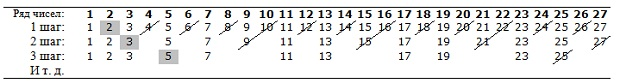 Ряд чисел: 1 2 3 4 5 6 7 8 9 10 11 12 13 14 15 16 17 18 19 20 21 22 23 24 25 26 27
1 шаг: 1 2 3 4 5 6 7 8 9 10 11 12 13 14 15 16 17 18 19 20 21 22 23 24 25 26 27
2 шаг: 1 2 3 5 7 9 11 13 15 17 19 21 23 25 27
3 шаг: 1 2 3 5 7 11 13 17 19 23 25
И т. д.